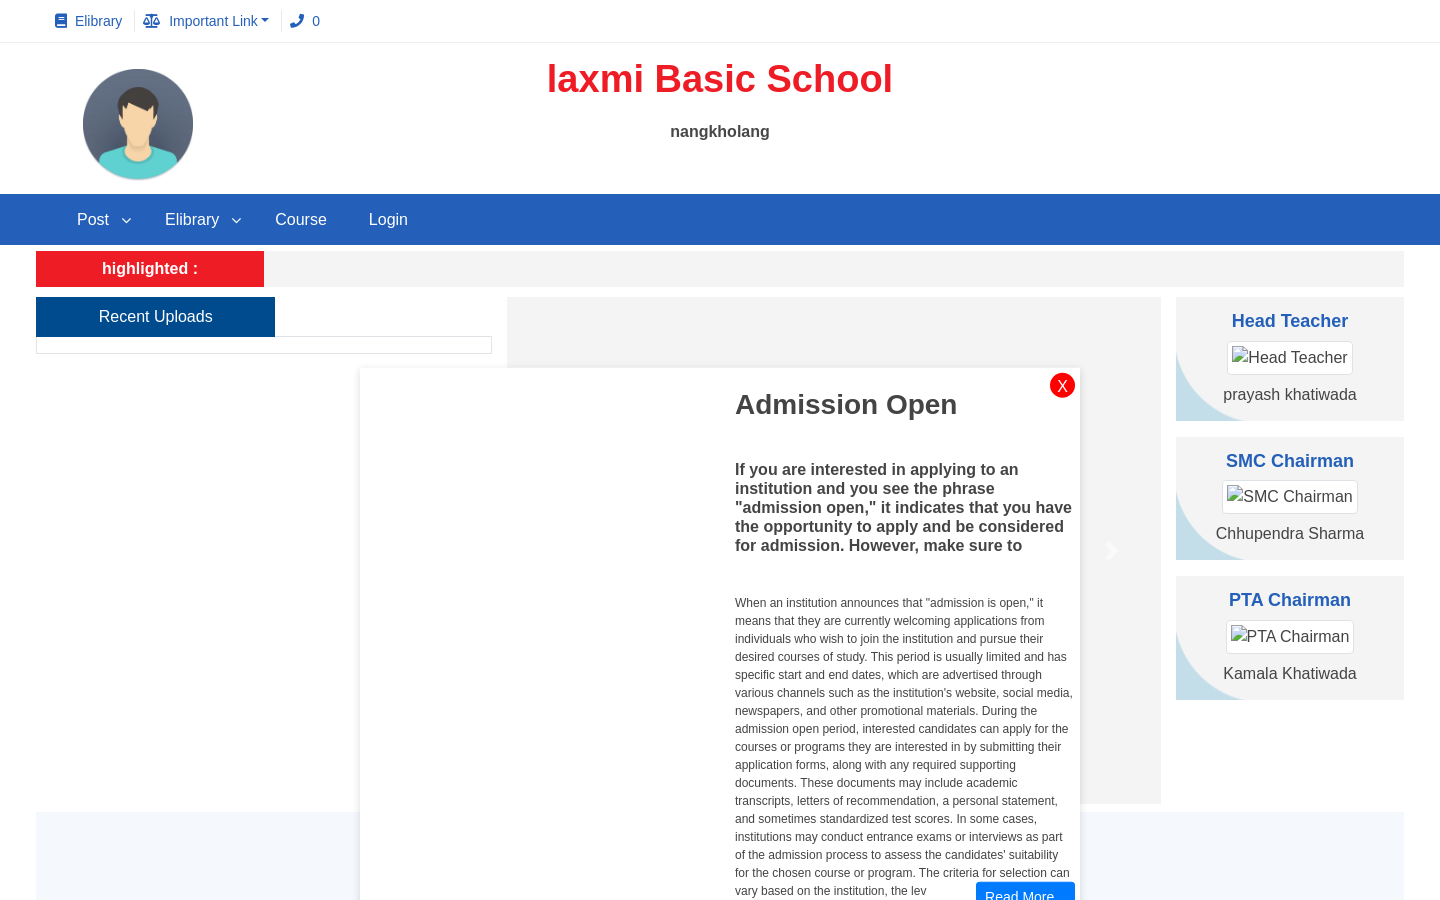 Elibrary
Important Link
0
laxmi Basic School
nangkholang
Post
Elibrary
Course
Login
highlighted :
Recent Uploads
Head Teacher
Head Teacher
prayash khatiwada
SMC Chairman
SMC Chairman
Chhupendra Sharma
PTA Chairman
PTA Chairman
Kamala Khatiwada
X
Admission Open
If you are interested in applying to an
institution and you see the phrase
"admission open," it indicates that you have
the opportunity to apply and be considered
for admission. However, make sure to
When an institution announces that "admission is open," it
means that they are currently welcoming applications from
individuals who wish to join the institution and pursue their
desired courses of study. This period is usually limited and has
specific start and end dates, which are advertised through
various channels such as the institution's website, social media,
newspapers, and other promotional materials. During the
admission open period, interested candidates can apply for the
courses or programs they are interested in by submitting their
application forms, along with any required supporting
documents. These documents may include academic
transcripts, letters of recommendation, a personal statement,
and sometimes standardized test scores. In some cases,
institutions may conduct entrance exams or interviews as part
of the admission process to assess the candidates' suitability
for the chosen course or program. The criteria for selection can
vary based on the institution, the lev
Read More